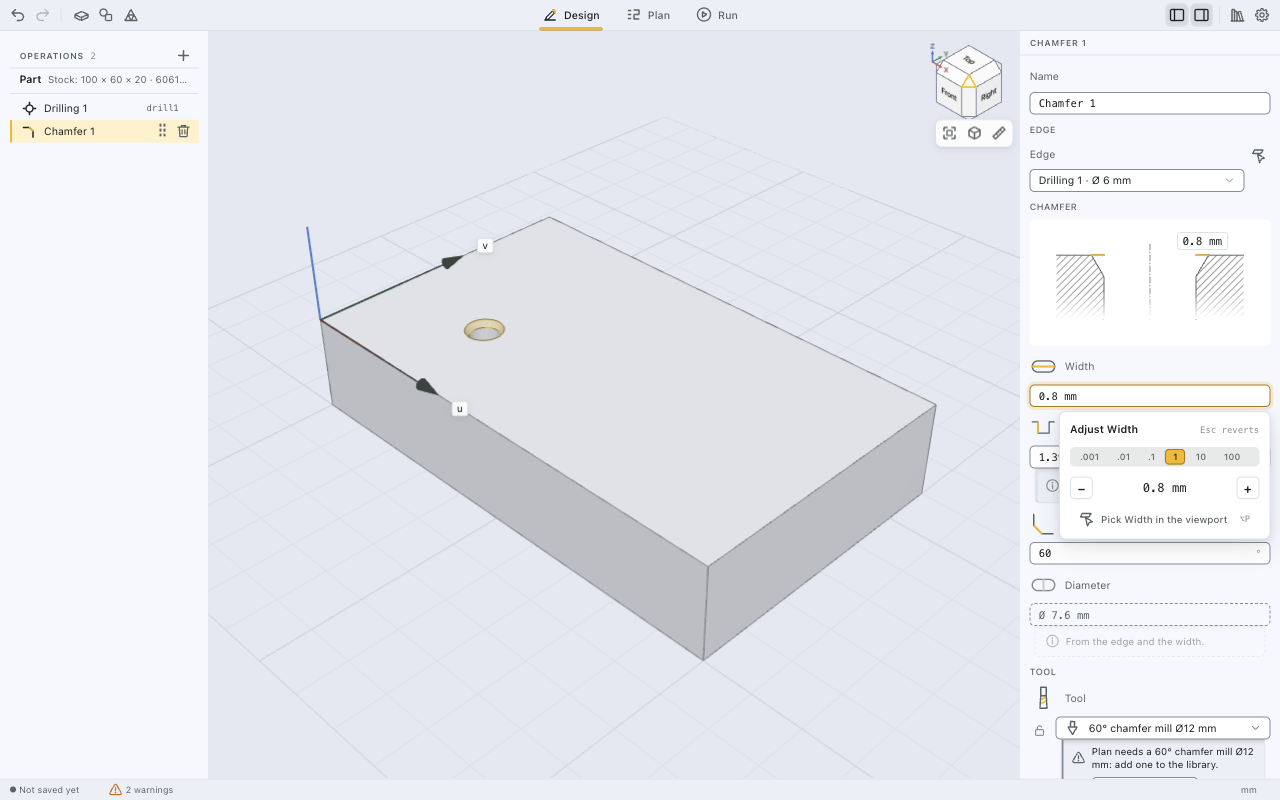 Design
Plan
Run
OPERATIONS 2
Part Stock: 100 × 60 × 20 · 6061...
Drilling 1 drill1
Chamfer 1
Z
Y
X
Top
Front
Right
v
u
CHAMFER 1
Name
Chamfer 1
EDGE
Edge
Drilling 1 · Ø 6 mm
CHAMFER
0.8 mm
Width
0.8 mm
Adjust Width Esc reverts
.001 .01 .1 1 10 100
− 0.8 mm +
Pick Width in the viewport ⌥P
60 °
Diameter
Ø 7.6 mm
From the edge and the width.
TOOL
Tool
60° chamfer mill Ø12 mm
Plan needs a 60° chamfer mill Ø12
mm: add one to the library.
Not saved yet
2 warnings
mm